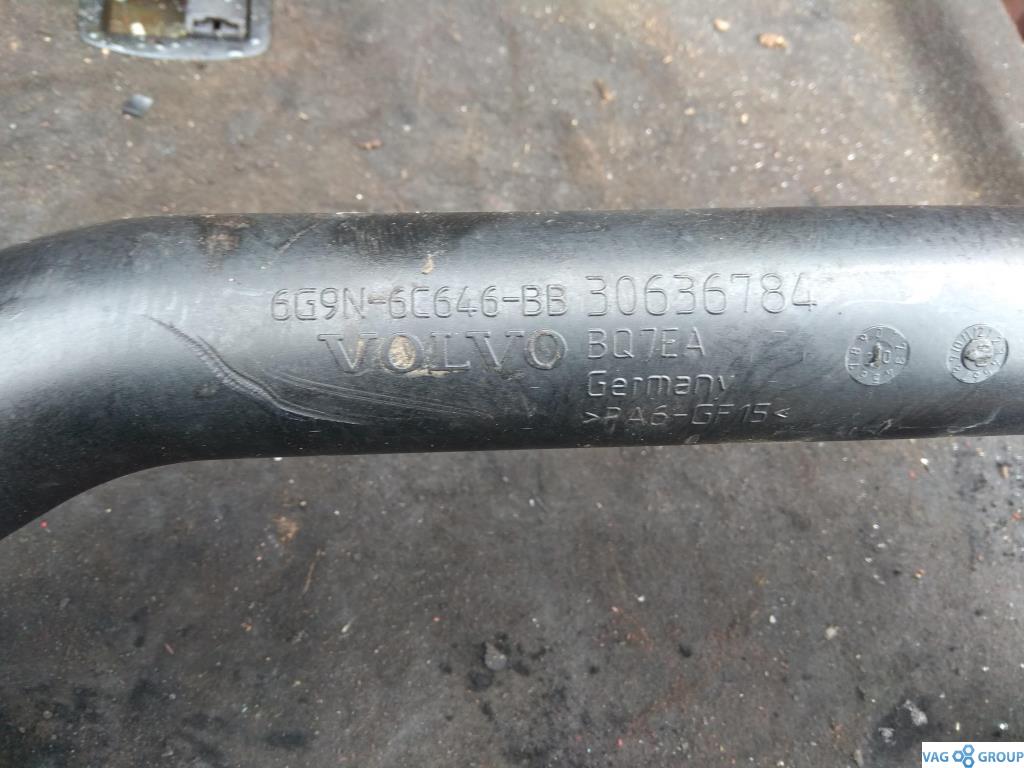 6G9N-6C646-BB 30636784
VOLVO BQ7EA
Germany
>PA6-GF15<
VAG GROUP